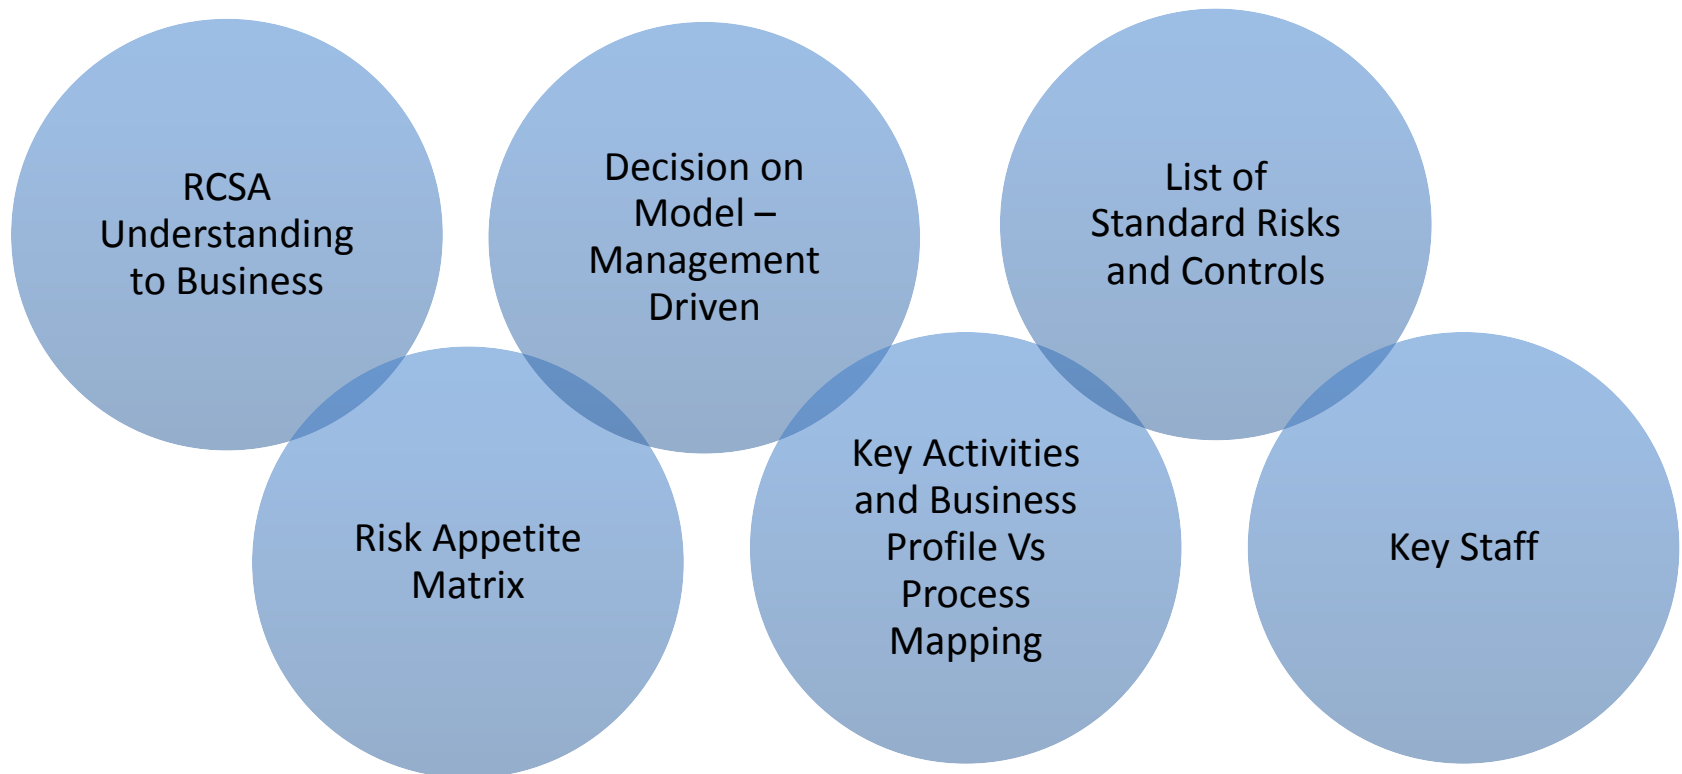 RCSA
Understanding
to Business
Risk Appetite
Matrix
Decision on
Model –
Management
Driven
Key Activities
and Business
Profile Vs
Process
Mapping
List of
Standard Risks
and Controls
Key Staff